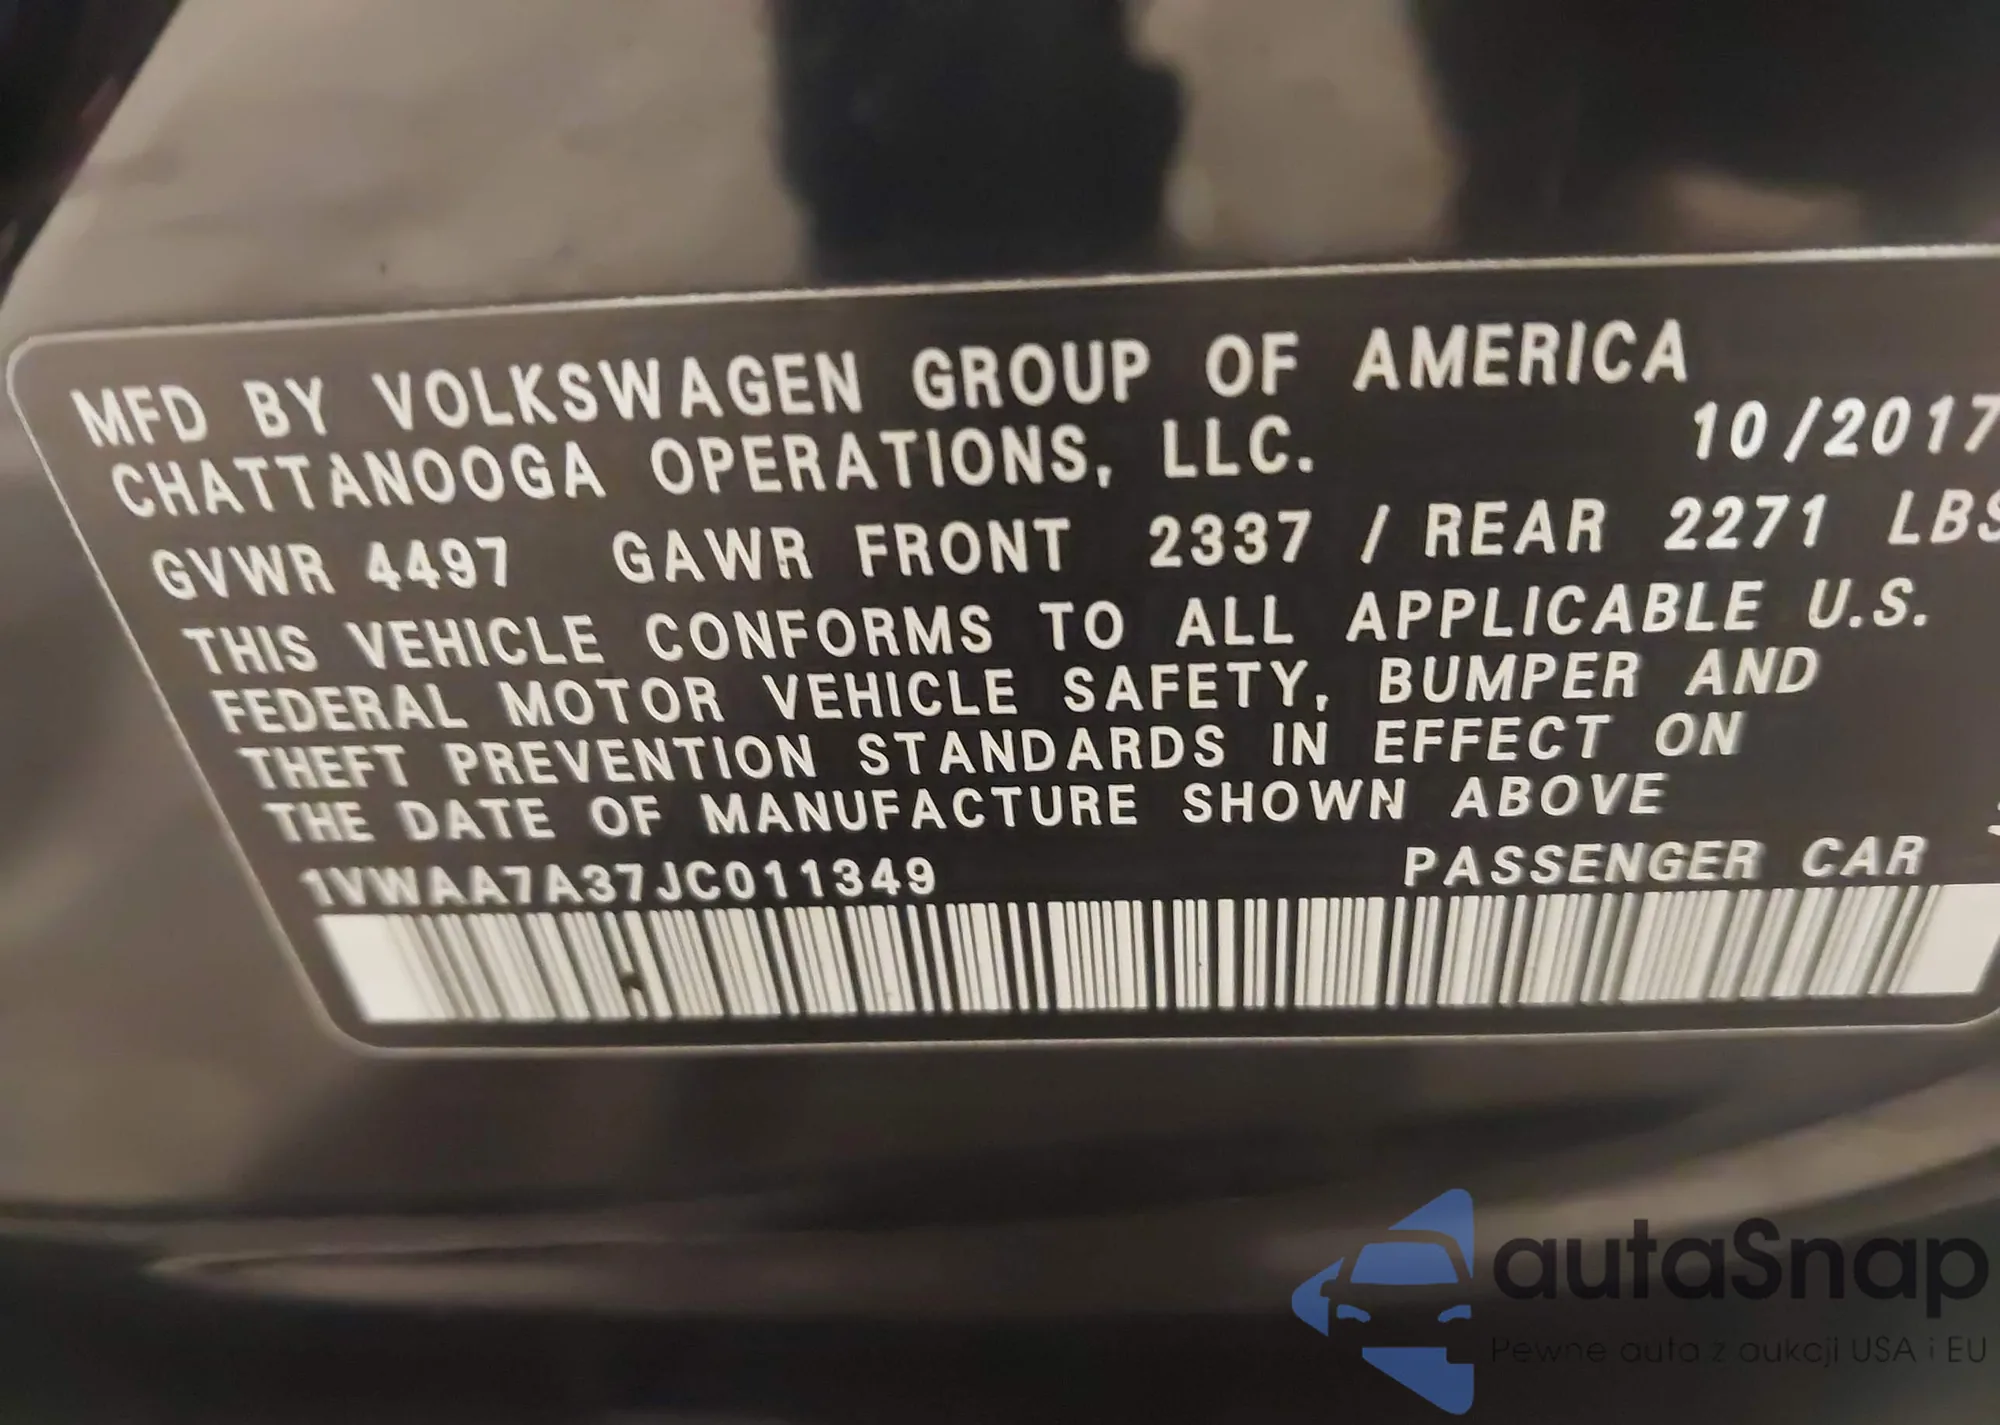 MFD BY VOLKSWAGEN GROUP OF AMERICA
CHATTANOOGA OPERATIONS, LLC. 10/2017
GVWR 4497 GAWR FRONT 2337 / REAR 2271 LBS
THIS VEHICLE CONFORMS TO ALL APPLICABLE U.S.
FEDERAL MOTOR VEHICLE SAFETY, BUMPER AND
THEFT PREVENTION STANDARDS IN EFFECT ON
THE DATE OF MANUFACTURE SHOWN ABOVE
1VWAA7A37JC011349 PASSENGER CAR
autaSnap
Pewne auta z aukcji USA i EU